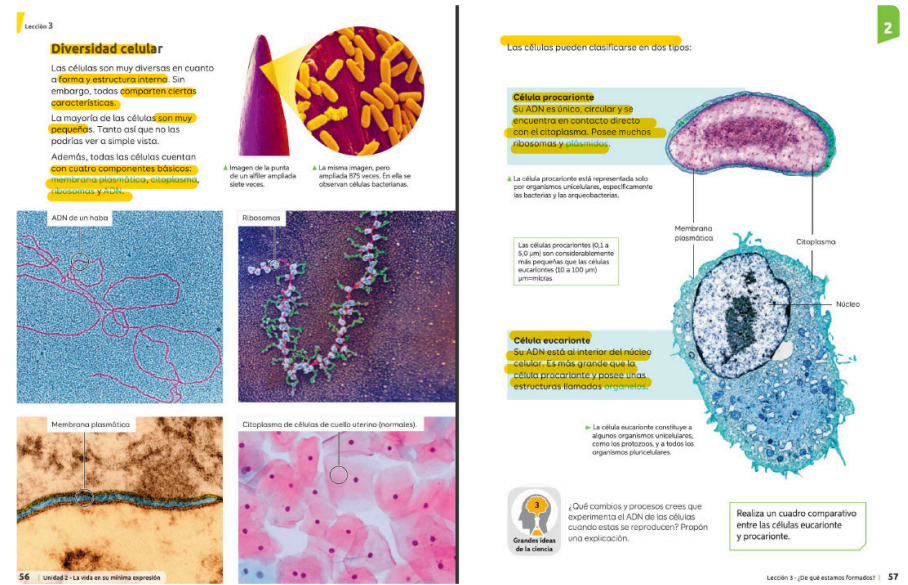 Lección 3
Diversidad celular
Las células son muy diversas en cuanto
a forma y estructura interna. Sin
embargo, todas comparten ciertas
características.
La mayoría de las células son muy
pequeñas. Tanto así que no las
podrías ver a simple vista.
Además, todas las células cuentan
con cuatro componentes básicos:
membrana plasmática, citoplasma,
ribosomas y ADN.
▲ Imagen de la punta
de un alfiler ampliada
siete veces.
▲ La misma imagen, pero
ampliada 875 veces. En ella se
observan células bacterianas.
ADN de un haba
Ribosomas
Membrana plasmática
Citoplasma de células de cuello uterino (normales).
56 | Unidad 2 - La vida en su mínima expresión
2
Las células pueden clasificarse en dos tipos:
Célula procarionte
Su ADN es único, circular y se
encuentra en contacto directo
con el citoplasma. Posee muchos
ribosomas y plásmidos.
▲ La célula procarionte está representada solo
por organismos unicelulares, específicamente
las bacterias y las arqueobacterias.
Membrana
plasmática
Citoplasma
Las células procariontes (0,1 a
5,0 µm) son considerablemente
más pequeñas que las células
eucariontes (10 a 100 µm)
µm=micras
Núcleo
Célula eucarionte
Su ADN está al interior del núcleo
celular. Es más grande que la
célula procarionte y posee unas
estructuras llamadas organelos.
► La célula eucarionte constituye a
algunos organismos unicelulares,
como los protozoos, y a todos los
organismos pluricelulares.
3
Grandes ideas
de la ciencia
¿Qué cambios y procesos crees que
experimenta el ADN de las células
cuando estas se reproducen? Propón
una explicación.
Realiza un cuadro comparativo
entre las células eucarionte
y procarionte.
Lección 3 - ¿De qué estamos formados? | 57